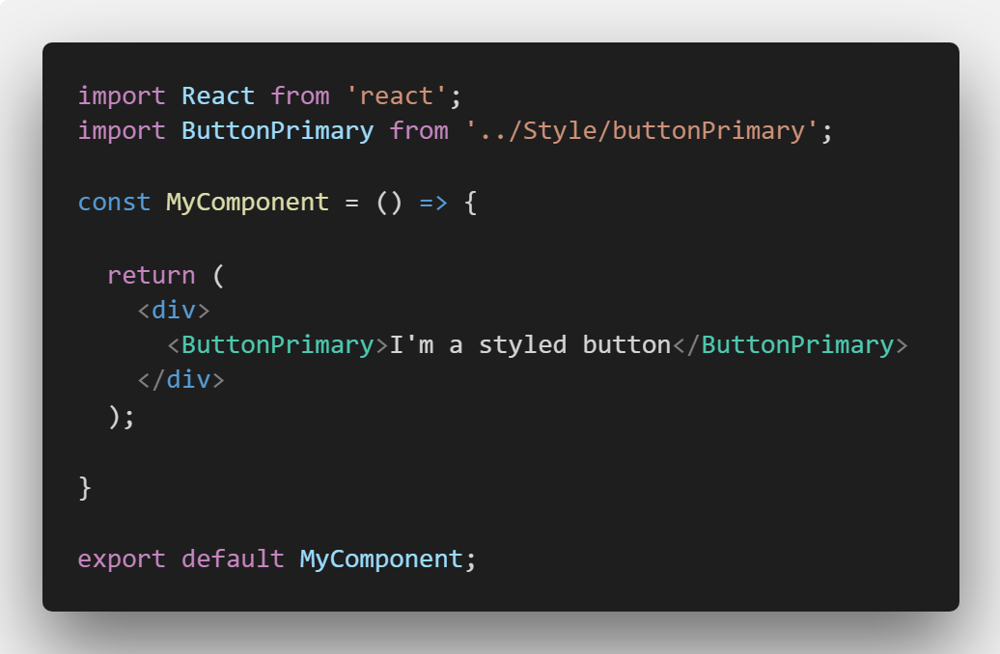 import React from 'react';
import ButtonPrimary from '../Style/buttonPrimary';
const MyComponent = () => {
return (
<div>
<ButtonPrimary>I'm a styled button</ButtonPrimary>
</div>
);
}
export default MyComponent;